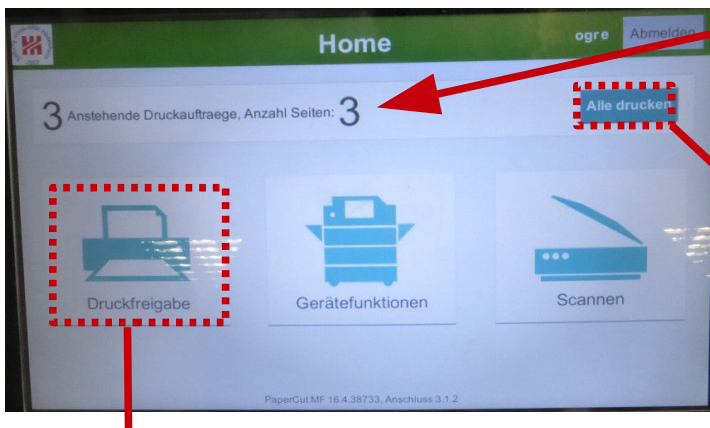 Home
ogre
Abmelden
3 Anstehende Druckauftraege, Anzahl Seiten: 3
Alle drucken
Druckfreigabe
Gerätefunktionen
Scannen
PaperCut MF 16.4.38733, Anschluss 3.1.2